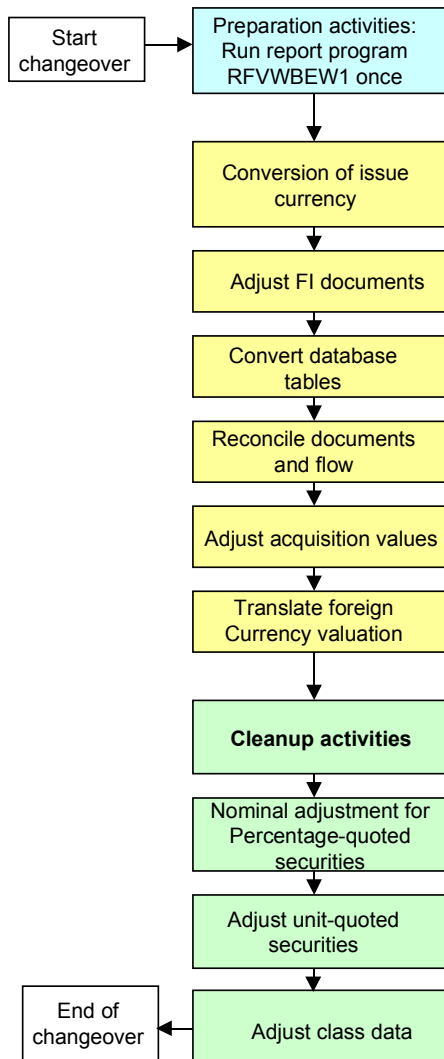 Start
changeover
Preparation activities:
Run report program
RFVWBEW1 once
Conversion of issue
currency
Adjust FI documents
Convert database
tables
Reconcile documents
and flow
Adjust acquisition values
Translate foreign
Currency valuation
Cleanup activities
Nominal adjustment for
Percentage-quoted
securities
Adjust unit-quoted
securities
End of
changeover
Adjust class data